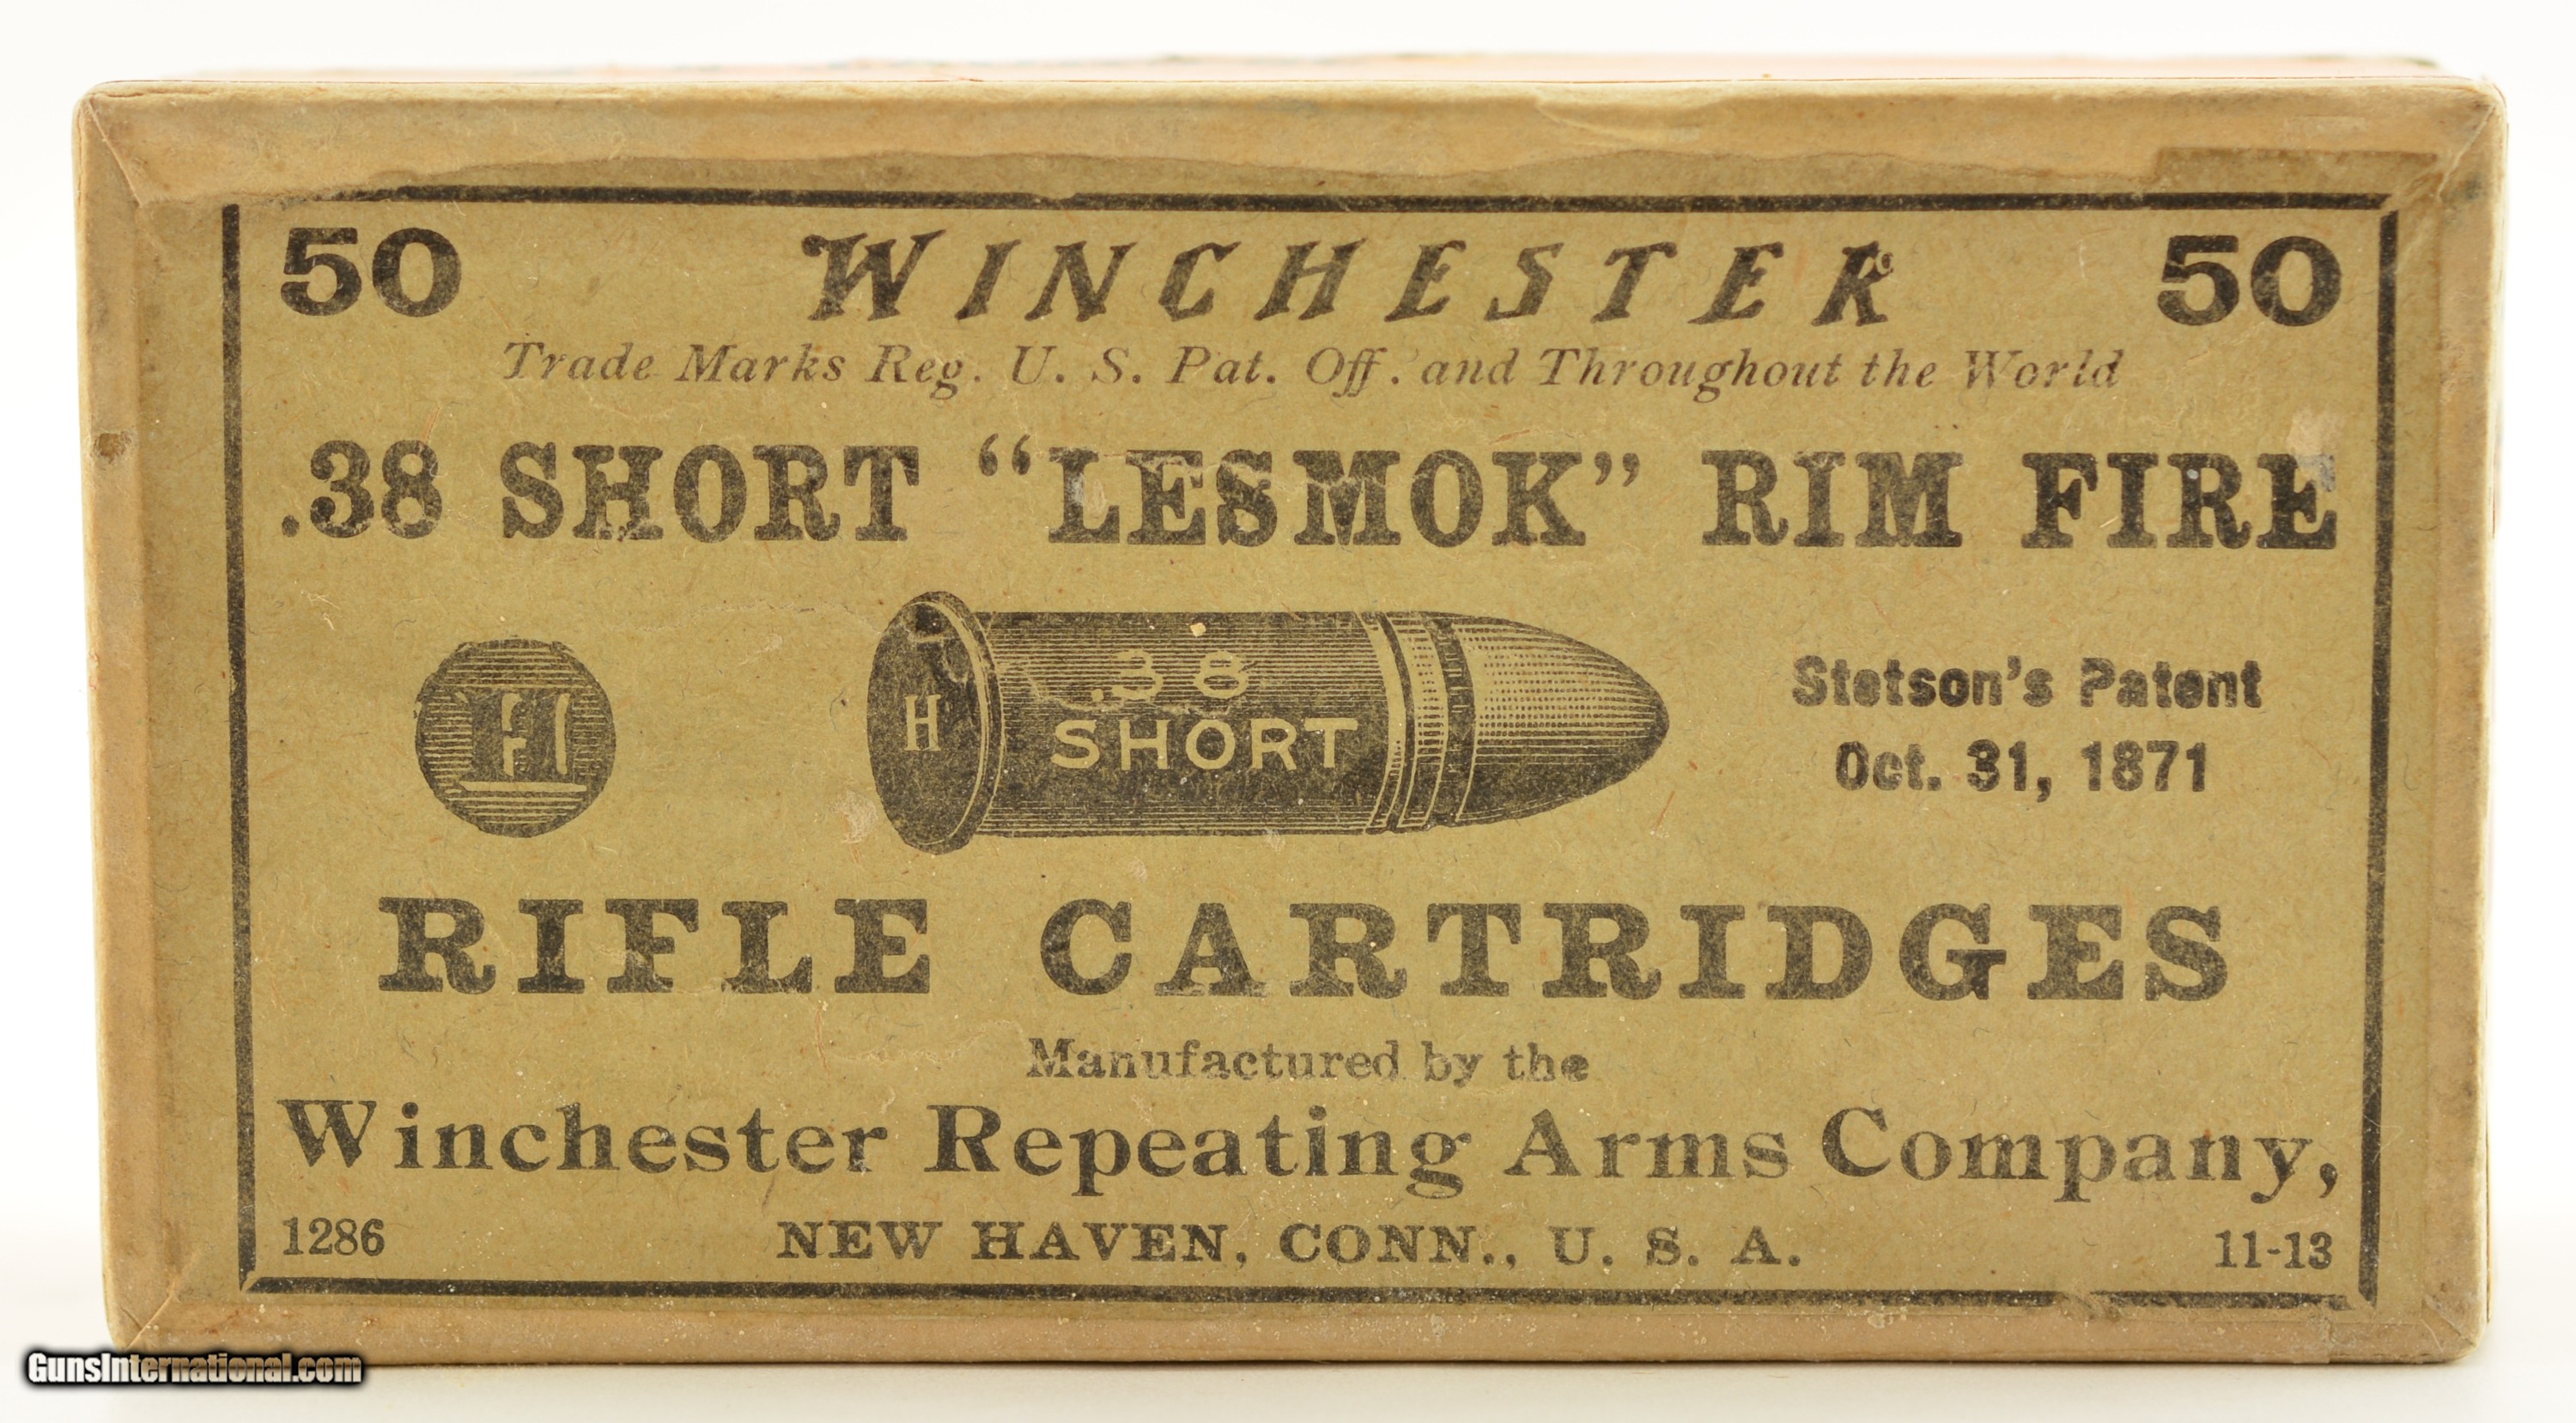 50 WINCHESTER 50
Trade Marks Reg. U. S. Pat. Off. and Throughout the World
.38 SHORT “LESMOK” RIM FIRE
H
H
.38
SHORT
Stetson's Patent
Oct. 31, 1871
RIFLE CARTRIDGES
Manufactured by the
Winchester Repeating Arms Company,
1286 NEW HAVEN, CONN., U. S. A. 11-13
GunsInternational.com